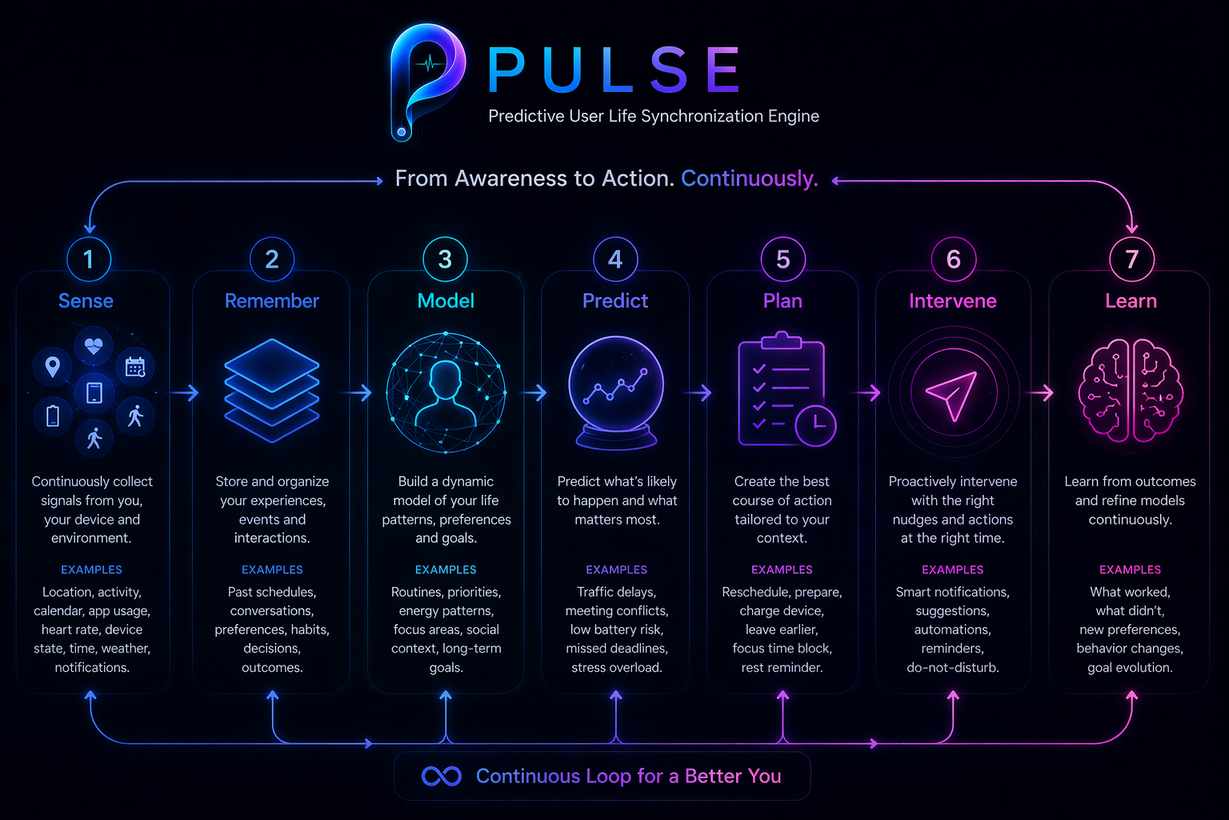 PULSE
Predictive User Life Synchronization Engine
From Awareness to Action. Continuously.
1
Sense
Continuously collect
signals from you,
your device and
environment.
EXAMPLES
Location, activity,
calendar, app usage,
heart rate, device
state, time, weather,
notifications.
2
Remember
Store and organize
your experiences,
events and
interactions.
EXAMPLES
Past schedules,
conversations,
preferences, habits,
decisions,
outcomes.
3
Model
Build a dynamic
model of your life
patterns, preferences
and goals.
EXAMPLES
Routines, priorities,
energy patterns,
focus areas, social
context, long-term
goals.
4
Predict
Predict what's likely
to happen and what
matters most.
EXAMPLES
Traffic delays,
meeting conflicts,
low battery risk,
missed deadlines,
stress overload.
5
Plan
Create the best
course of action
tailored to your
context.
EXAMPLES
Reschedule, prepare,
charge device,
leave earlier,
focus time block,
rest reminder.
6
Intervene
Proactively intervene
with the right
nudges and actions
at the right time.
EXAMPLES
Smart notifications,
suggestions,
automations,
reminders,
do-not-disturb.
7
Learn
Learn from outcomes
and refine models
continuously.
EXAMPLES
What worked,
what didn't,
new preferences,
behavior changes,
goal evolution.
Continuous Loop for a Better You